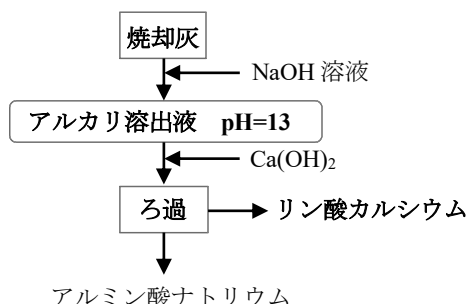 焼却灰
NaOH 溶液
アルカリ溶出液 pH=13
Ca(OH)₂
ろ過
リン酸カルシウム
アルミン酸ナトリウム